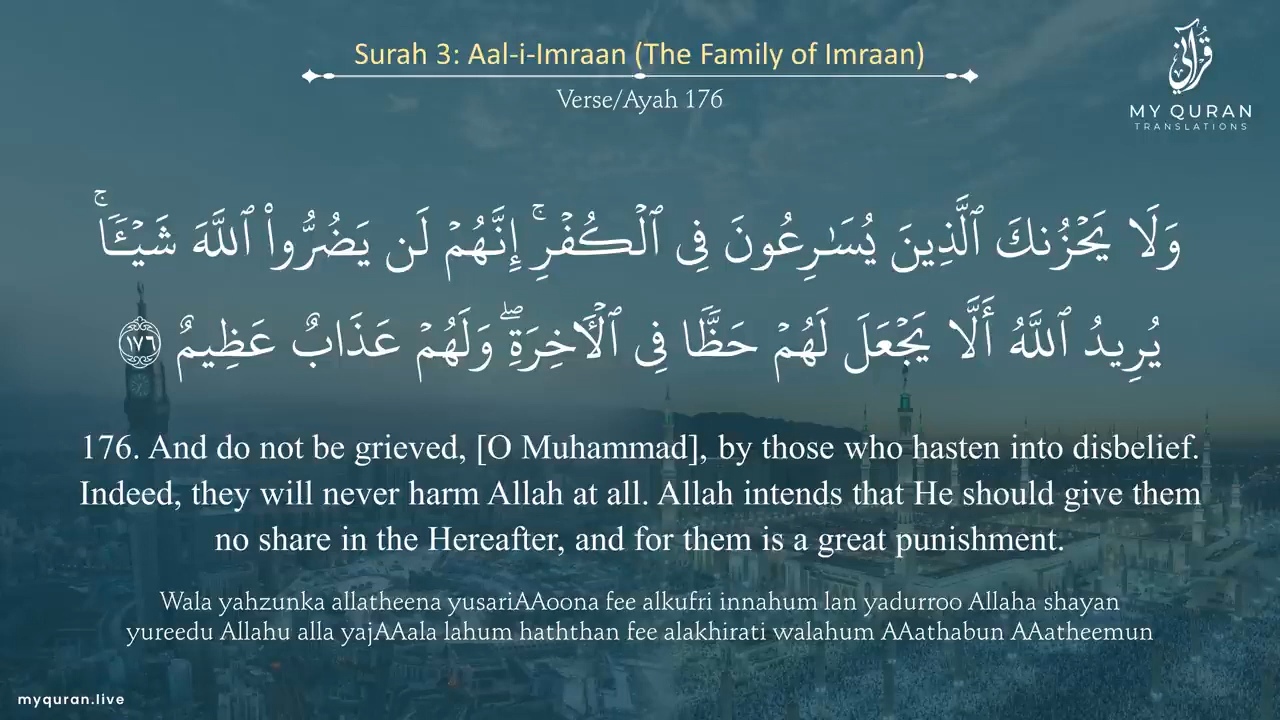 Surah 3: Aal-i-Imraan (The Family of Imraan)
Verse/Ayah 176
قُرْآنِي
MY QURAN
TRANSLATIONS
وَلَا يَحْزُنكَ ٱلَّذِينَ يُسَـٰرِعُونَ فِى ٱلْكُفْرِ ۚ إِنَّهُمْ لَن يَضُرُّوا۟ ٱللَّهَ شَيْـًٔا ۗ
يُرِيدُ ٱللَّهُ أَلَّا يَجْعَلَ لَهُمْ حَظًّا فِى ٱلْـَٔاخِرَةِ ۖ وَلَهُمْ عَذَابٌ عَظِيمٌ ١٧٦
176. And do not be grieved, [O Muhammad], by those who hasten into disbelief.
Indeed, they will never harm Allah at all. Allah intends that He should give them
no share in the Hereafter, and for them is a great punishment.
Wala yahzunka allatheena yusariAAoona fee alkufri innahum lan yadurroo Allaha shayan
yureedu Allahu alla yajAAala lahum haththan fee alakhirati walahum AAathabun AAatheemun
myquran.live